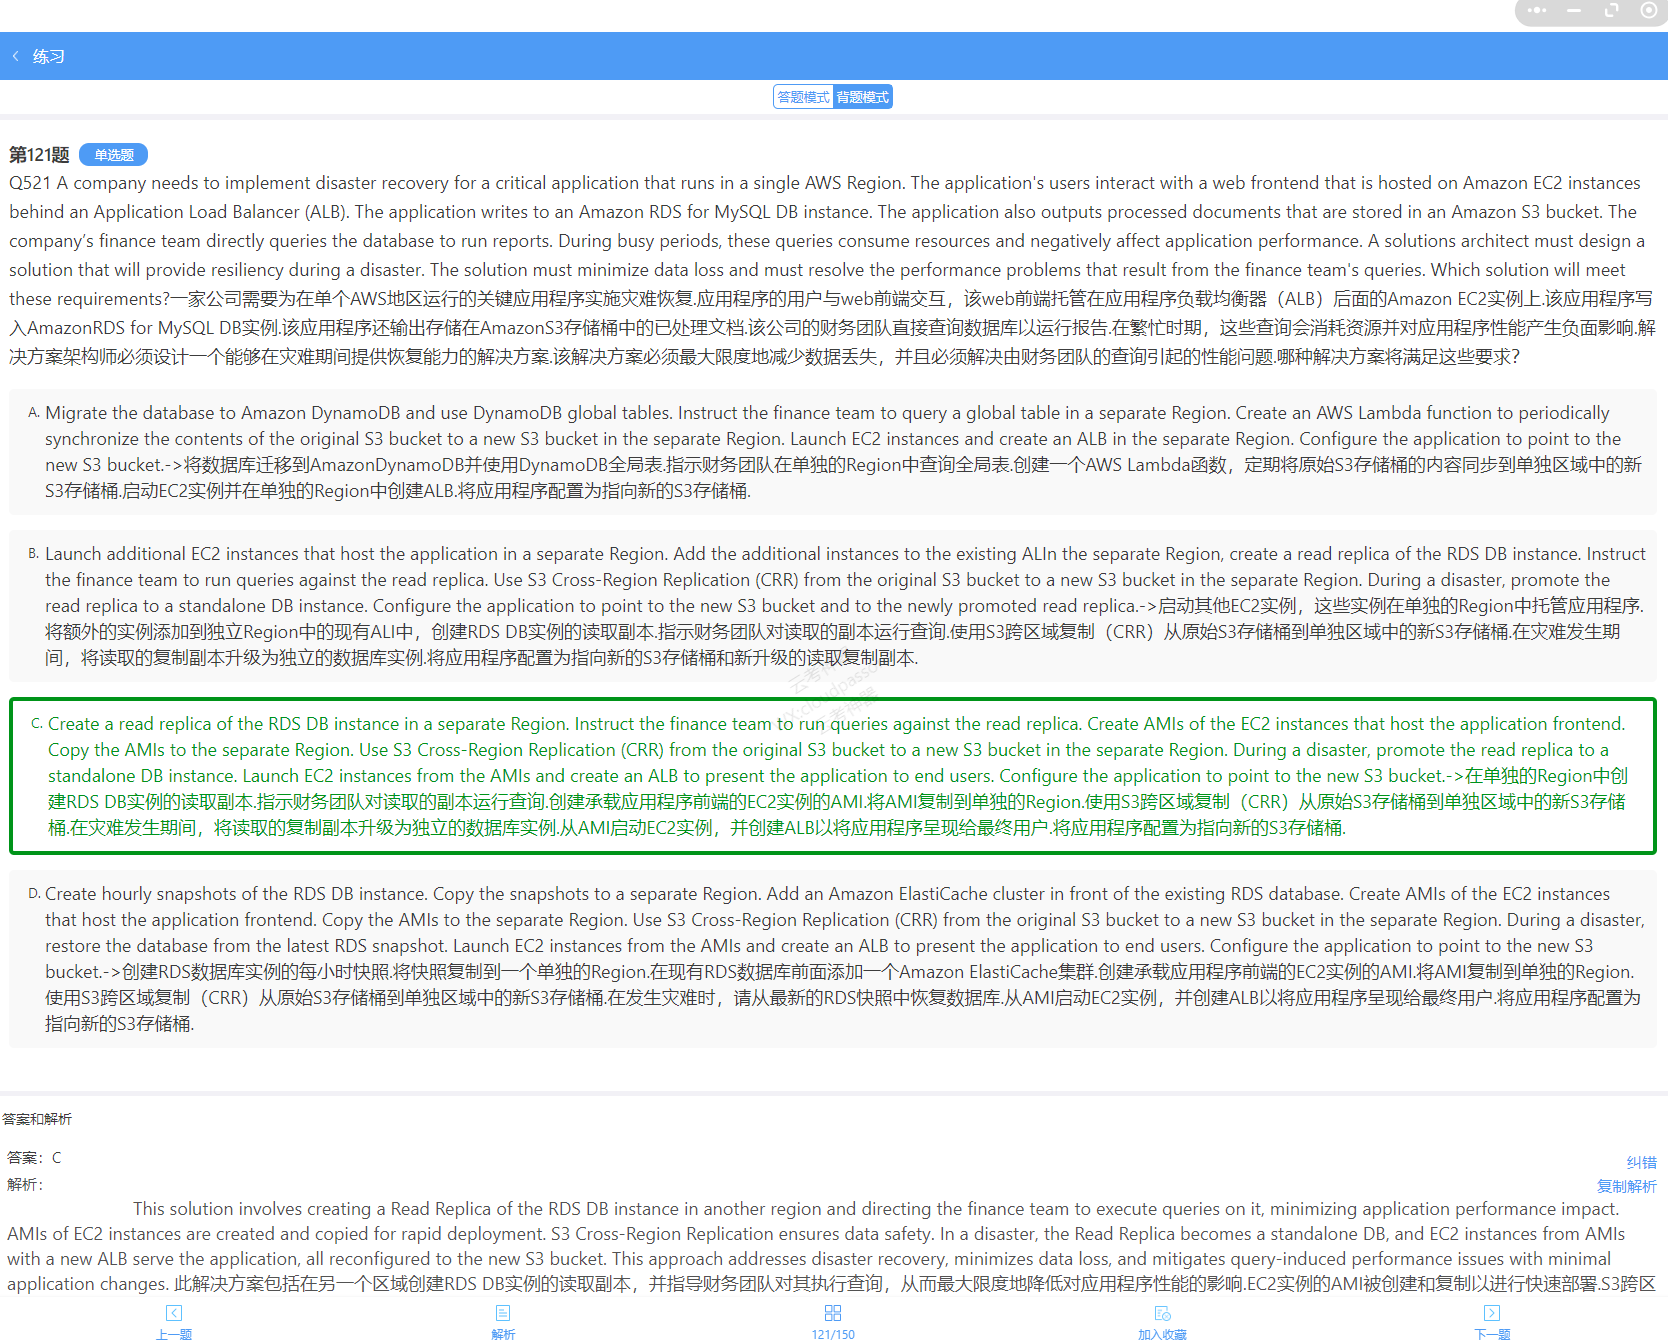 练习
答题模式 背题模式
第121题 单选题
Q521 A company needs to implement disaster recovery for a critical application that runs in a single AWS Region. The application's users interact with a web frontend that is hosted on Amazon EC2 instances
behind an Application Load Balancer (ALB). The application writes to an Amazon RDS for MySQL DB instance. The application also outputs processed documents that are stored in an Amazon S3 bucket. The
company's finance team directly queries the database to run reports. During busy periods, these queries consume resources and negatively affect application performance. A solutions architect must design a
solution that will provide resiliency during a disaster. The solution must minimize data loss and must resolve the performance problems that result from the finance team's queries. Which solution will meet
these requirements?一家公司需要为在单个AWS地区运行的关键应用程序实施灾难恢复.应用程序的用户与web前端交互，该web前端托管在应用程序负载均衡器（ALB）后面的Amazon EC2实例上.该应用程序写
入AmazonRDS for MySQL DB实例.该应用程序还输出存储在AmazonS3存储桶中的已处理文档.该公司的财务团队直接查询数据库以运行报告.在繁忙时期，这些查询会消耗资源并对应用程序性能产生负面影响.解
决方案架构师必须设计一个能够在灾难期间提供恢复能力的解决方案.该解决方案必须最大限度地减少数据丢失，并且必须解决由财务团队的查询引起的性能问题.哪种解决方案将满足这些要求?
A. Migrate the database to Amazon DynamoDB and use DynamoDB global tables. Instruct the finance team to query a global table in a separate Region. Create an AWS Lambda function to periodically
synchronize the contents of the original S3 bucket to a new S3 bucket in the separate Region. Launch EC2 instances and create an ALB in the separate Region. Configure the application to point to the
new S3 bucket.->将数据库迁移到AmazonDynamoDB并使用DynamoDB全局表.指示财务团队在单独的Region中查询全局表.创建一个AWS Lambda函数，定期将原始S3存储桶的内容同步到单独区域中的新
S3存储桶.启动EC2实例并在单独的Region中创建ALB.将应用程序配置为指向新的S3存储桶.
B. Launch additional EC2 instances that host the application in a separate Region. Add the additional instances to the existing ALIn the separate Region, create a read replica of the RDS DB instance. Instruct
the finance team to run queries against the read replica. Use S3 Cross-Region Replication (CRR) from the original S3 bucket to a new S3 bucket in the separate Region. During a disaster, promote the
read replica to a standalone DB instance. Configure the application to point to the new S3 bucket and to the newly promoted read replica.->启动其他EC2实例，这些实例在单独的Region中托管应用程序.
将额外的实例添加到独立Region中的现有ALI中，创建RDS DB实例的读取副本.指示财务团队对读取的副本运行查询.使用S3跨区域复制（CRR）从原始S3存储桶到单独区域中的新S3存储桶.在灾难发生期
间，将读取的复制副本升级为独立的数据库实例.将应用程序配置为指向新的S3存储桶和新升级的读取复制副本.
C. Create a read replica of the RDS DB instance in a separate Region. Instruct the finance team to run queries against the read replica. Create AMIs of the EC2 instances that host the application frontend.
Copy the AMIs to the separate Region. Use S3 Cross-Region Replication (CRR) from the original S3 bucket to a new S3 bucket in the separate Region. During a disaster, promote the read replica to a
standalone DB instance. Launch EC2 instances from the AMIs and create an ALB to present the application to end users. Configure the application to point to the new S3 bucket.->在单独的Region中创
建RDS DB实例的读取副本.指示财务团队对读取的副本运行查询.创建承载应用程序前端的EC2实例的AMI.将AMI复制到单独的Region.使用S3跨区域复制（CRR）从原始S3存储桶到单独区域中的新S3存储
桶.在灾难发生期间，将读取的复制副本升级为独立的数据库实例.从AMI启动EC2实例，并创建ALB以将应用程序呈现给最终用户.将应用程序配置为指向新的S3存储桶.
D. Create hourly snapshots of the RDS DB instance. Copy the snapshots to a separate Region. Add an Amazon ElastiCache cluster in front of the existing RDS database. Create AMIs of the EC2 instances
that host the application frontend. Copy the AMIs to the separate Region. Use S3 Cross-Region Replication (CRR) from the original S3 bucket to a new S3 bucket in the separate Region. During a disaster,
restore the database from the latest RDS snapshot. Launch EC2 instances from the AMIs and create an ALB to present the application to end users. Configure the application to point to the new S3
bucket.->创建RDS数据库实例的每小时快照.将快照复制到一个单独的Region.在现有RDS数据库前面添加一个Amazon ElastiCache集群.创建承载应用程序前端的EC2实例的AMI.将AMI复制到单独的Region.
使用S3跨区域复制（CRR）从原始S3存储桶到单独区域中的新S3存储桶.在发生灾难时，请从最新的RDS快照中恢复数据库.从AMI启动EC2实例，并创建ALB以将应用程序呈现给最终用户.将应用程序配置为
指向新的S3存储桶.
答案和解析
答案：C
纠错
解析：
复制解析
This solution involves creating a Read Replica of the RDS DB instance in another region and directing the finance team to execute queries on it, minimizing application performance impact.
AMIs of EC2 instances are created and copied for rapid deployment. S3 Cross-Region Replication ensures data safety. In a disaster, the Read Replica becomes a standalone DB, and EC2 instances from AMIs
with a new ALB serve the application, all reconfigured to the new S3 bucket. This approach addresses disaster recovery, minimizes data loss, and mitigates query-induced performance issues with minimal
application changes. 此解决方案包括在另一个区域创建RDS DB实例的读取副本，并指导财务团队对其执行查询，从而最大限度地降低对应用程序性能的影响.EC2实例的AMI被创建和复制以进行快速部署.S3跨区
上一题 解析 121/150 加入收藏 下一题